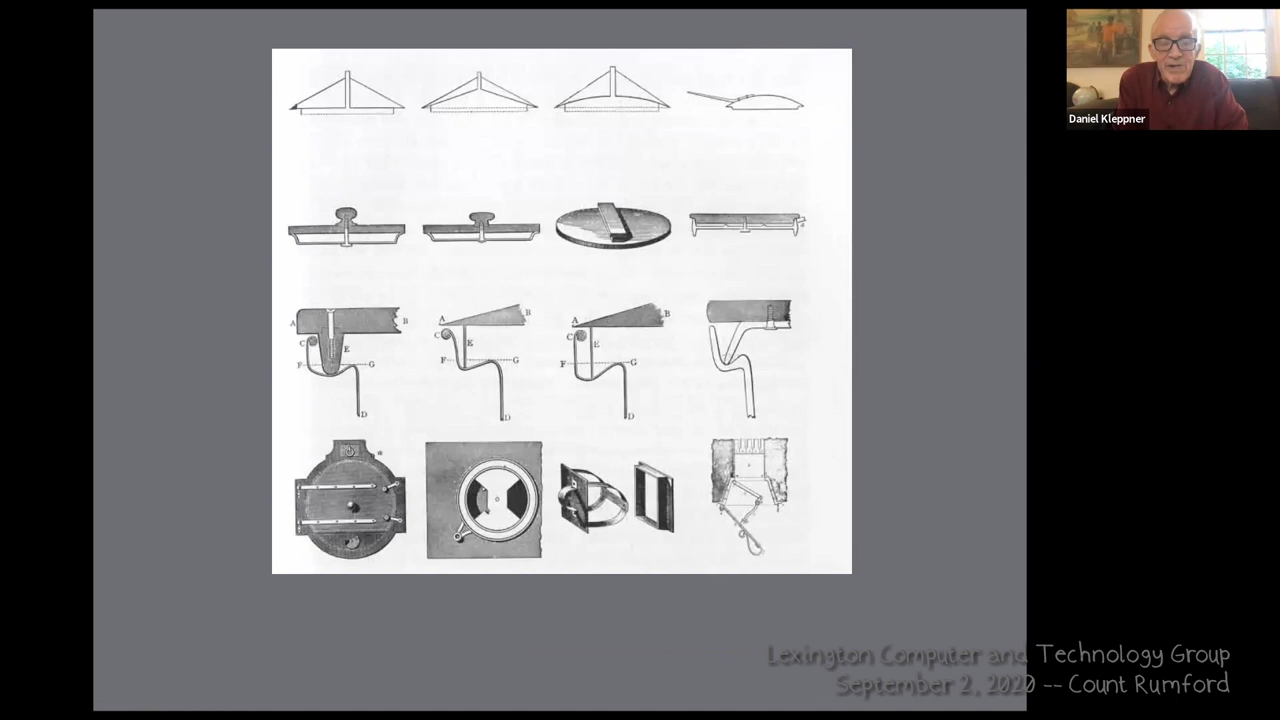 Daniel Kleppner
A
B
C
E
F
G
D
A
B
C
E
F
G
D
A
B
C
E
F
G
D
Lexington Computer and Technology Group
September 2, 2020 -- Count Rumford